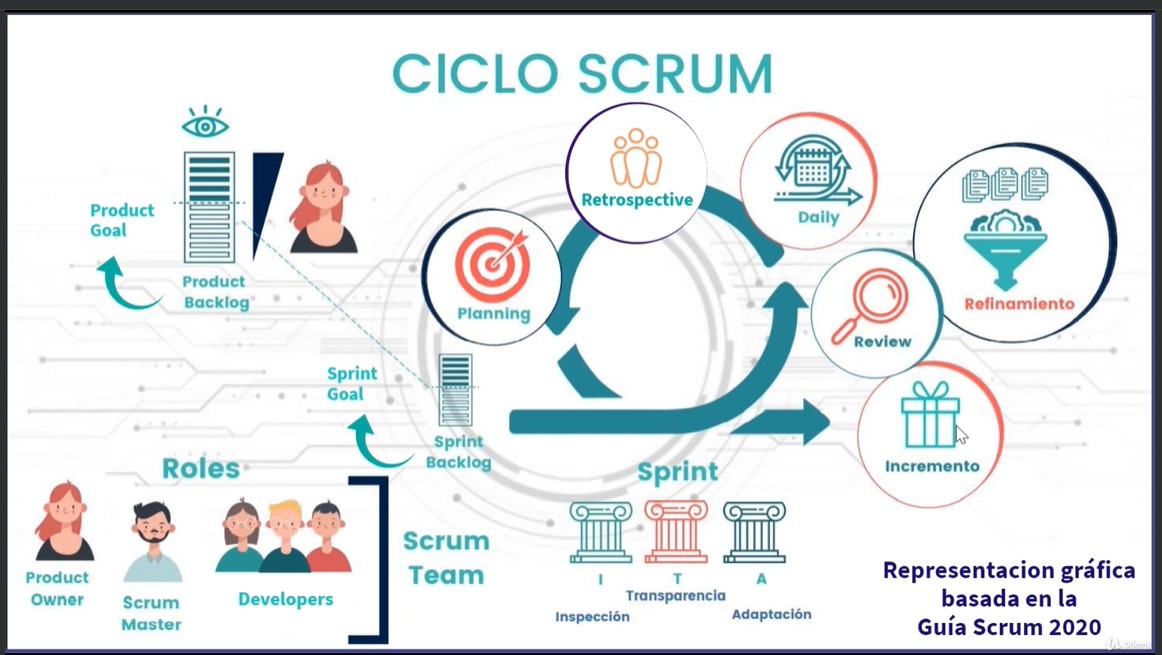 CICLO SCRUM
Retrospective
Daily
Product
Goal
Product
Backlog
Planning
Refinamiento
Review
Sprint
Goal
Sprint
Backlog
Incremento
Roles
Sprint
Product
Owner
Scrum
Master
Developers
Scrum
Team
I
T
A
Inspección
Transparencia
Adaptación
Representacion gráfica
basada en la
Guía Scrum 2020
Udemy